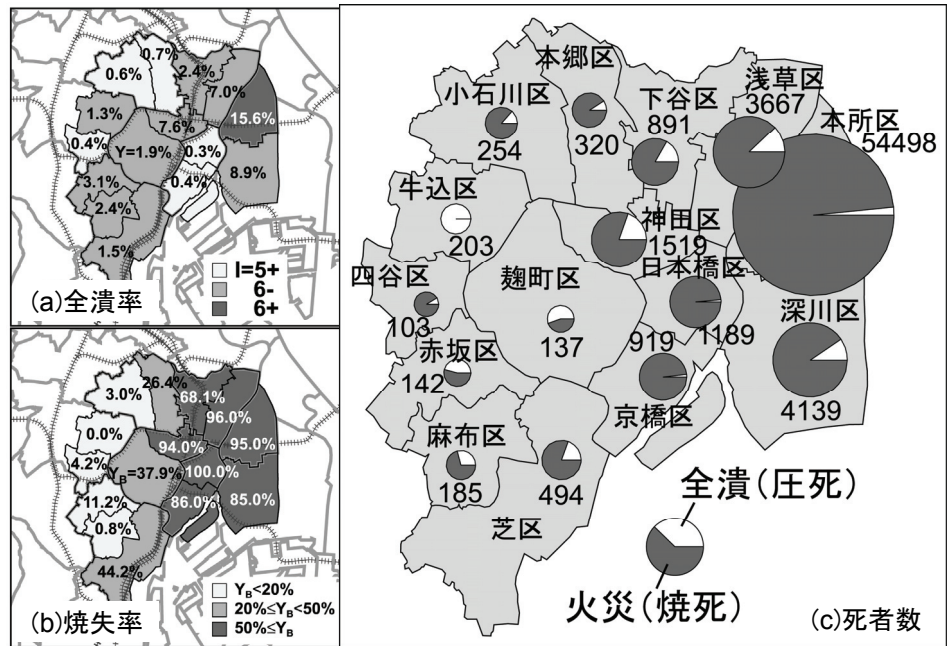 0.7%
0.6%
2.4%
7.0%
15.6%
1.3%
7.6%
0.4%
Y=1.9%
0.3%
8.9%
3.1%
0.4%
2.4%
1.5%
I=5+
6-
6+
(a)全潰率
3.0%
26.4%
68.1%
96.0%
0.0%
94.0%
95.0%
4.2%
Y_B=37.9%
100.0%
11.2%
86.0%
85.0%
0.8%
44.2%
Y_B<20%
20%≤Y_B<50%
50%≤Y_B
(b)焼失率
本郷区
320
小石川区
254
下谷区
891
浅草区
3667
本所区
54498
牛込区
203
神田区
1519
四谷区
103
麹町区
137
日本橋区
1189
深川区
4139
赤坂区
142
919
京橋区
麻布区
185
494
芝区
全潰(圧死)
火災(焼死)
(c)死者数